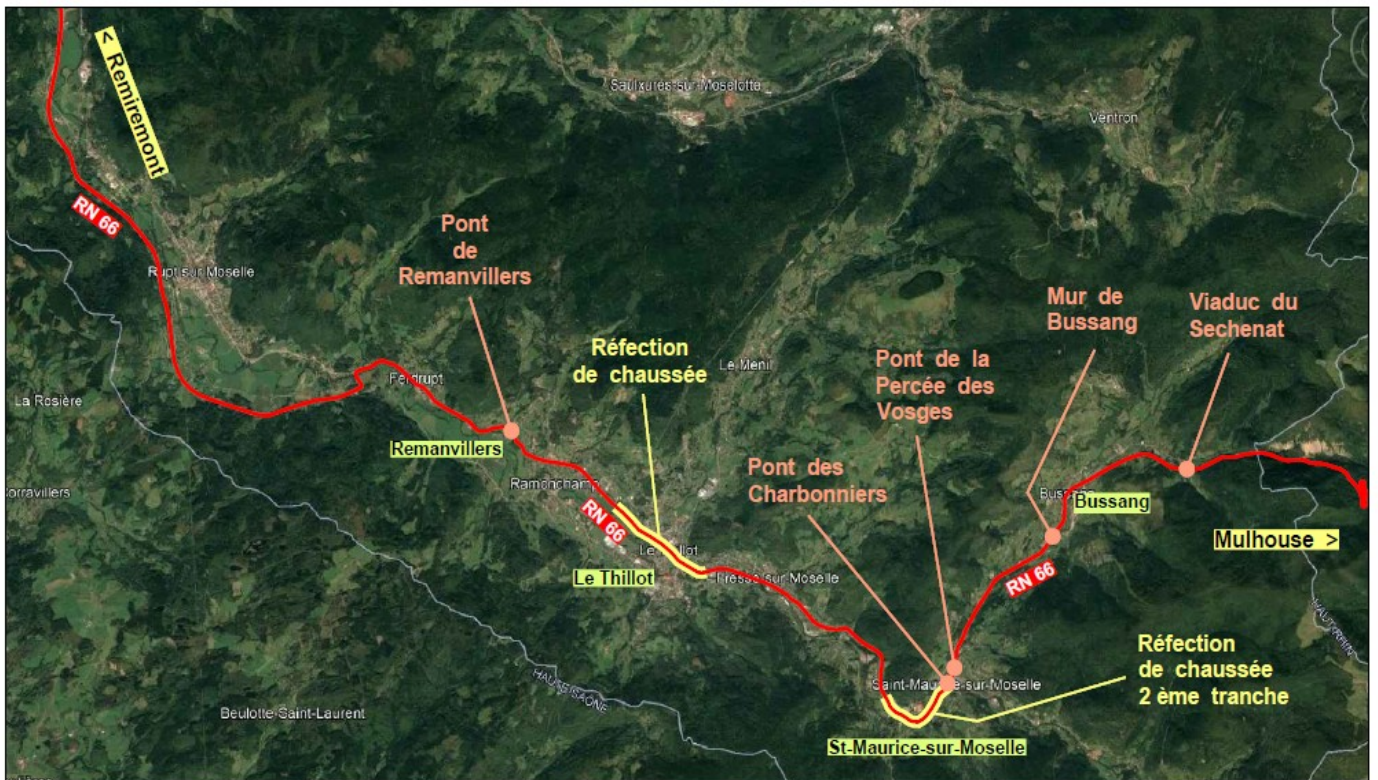 < Remiremont
Saulxures-sur-Moselotte
Ventron
RN 66
Pont
de
Remanvillers
Rupt sur Moselle
Mur de
Bussang
Viaduc du
Sechenat
Réfection
de chaussée
Pont de la
Percée des
Vosges
Le Menil
La Rosière
Ferdrupt
Remanvillers
Pont des
Charbonniers
Ramonchamp
Corravillers
Bussang
RN 66
Mulhouse >
Le Thillot
Le Thillot
Fresse-sur-Moselle
RN 66
HAUT-RHIN
Réfection
de chaussée
2 ème tranche
Saint-Maurice-sur-Moselle
HAUTE-SAONE
Beulotte-Saint-Laurent
St-Maurice-sur-Moselle